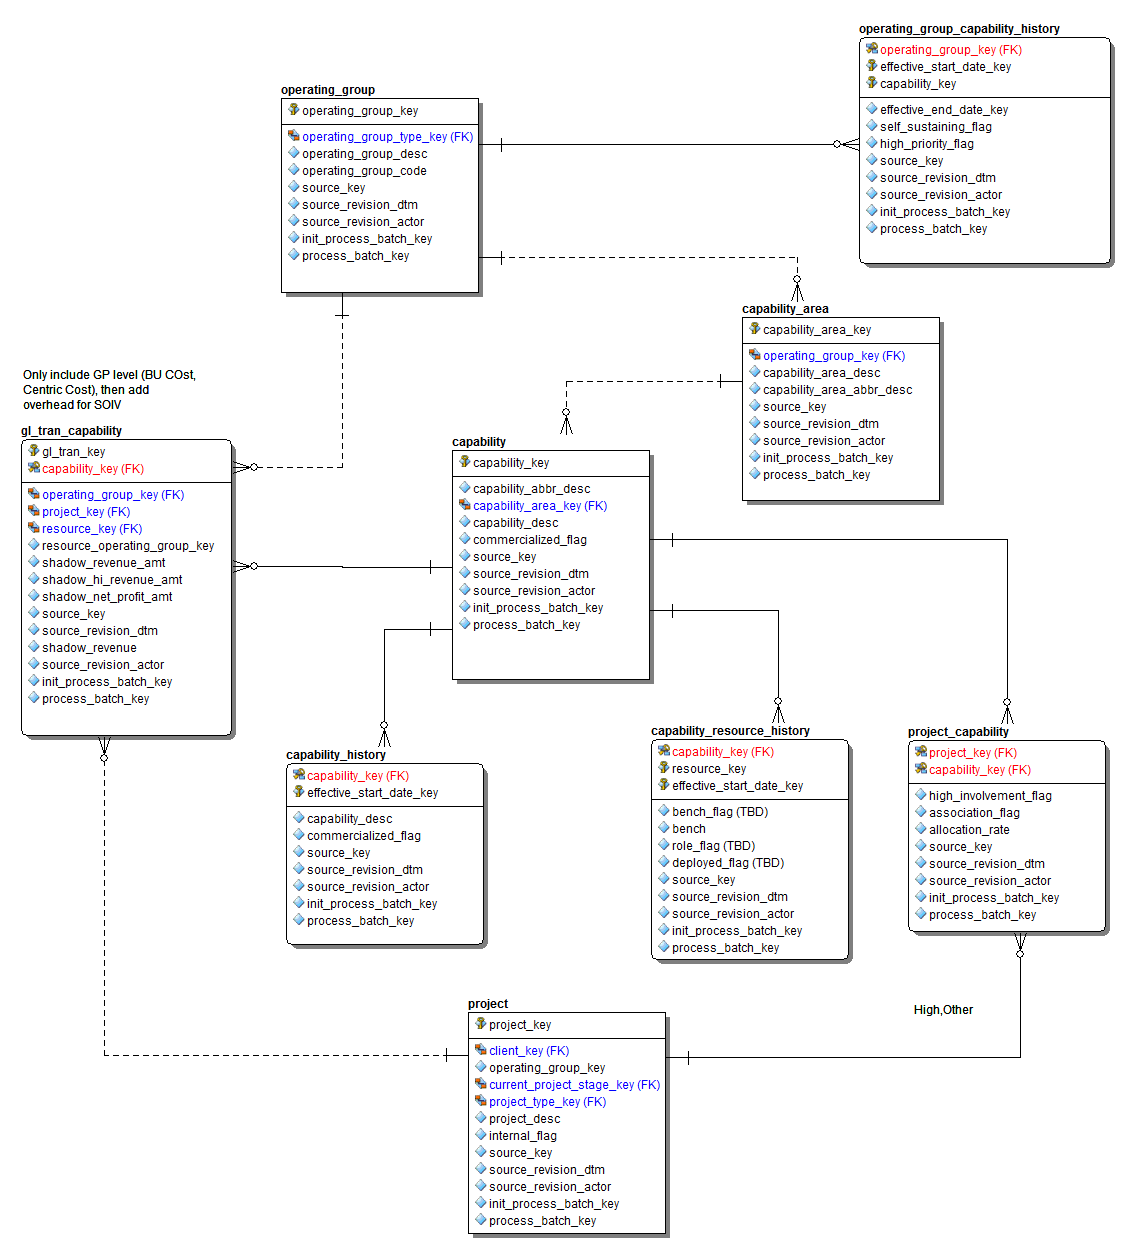 operating_group_capability_history
operating_group_key (FK)
effective_start_date_key
capability_key
effective_end_date_key
self_sustaining_flag
high_priority_flag
source_key
source_revision_dtm
source_revision_actor
init_process_batch_key
process_batch_key
operating_group
operating_group_key
operating_group_type_key (FK)
operating_group_desc
operating_group_code
source_key
source_revision_dtm
source_revision_actor
init_process_batch_key
process_batch_key
capability_area
capability_area_key
operating_group_key (FK)
capability_area_desc
capability_area_abbr_desc
source_key
source_revision_dtm
source_revision_actor
init_process_batch_key
process_batch_key
Only include GP level (BU COst,
Centric Cost), then add
overhead for SOIV
gl_tran_capability
gl_tran_key
capability_key (FK)
operating_group_key (FK)
project_key (FK)
resource_key (FK)
resource_operating_group_key
shadow_revenue_amt
shadow_hi_revenue_amt
shadow_net_profit_amt
source_key
source_revision_dtm
shadow_revenue
source_revision_actor
init_process_batch_key
process_batch_key
capability
capability_key
capability_abbr_desc
capability_area_key (FK)
capability_desc
commercialized_flag
source_key
source_revision_dtm
source_revision_actor
init_process_batch_key
process_batch_key
capability_history
capability_key (FK)
effective_start_date_key
capability_desc
commercialized_flag
source_key
source_revision_dtm
source_revision_actor
init_process_batch_key
process_batch_key
capability_resource_history
capability_key (FK)
resource_key
effective_start_date_key
bench_flag (TBD)
bench
role_flag (TBD)
deployed_flag (TBD)
source_key
source_revision_dtm
source_revision_actor
init_process_batch_key
process_batch_key
project_capability
project_key (FK)
capability_key (FK)
high_involvement_flag
association_flag
allocation_rate
source_key
source_revision_dtm
source_revision_actor
init_process_batch_key
process_batch_key
High,Other
project
project_key
client_key (FK)
operating_group_key
current_project_stage_key (FK)
project_type_key (FK)
project_desc
internal_flag
source_key
source_revision_dtm
source_revision_actor
init_process_batch_key
process_batch_key